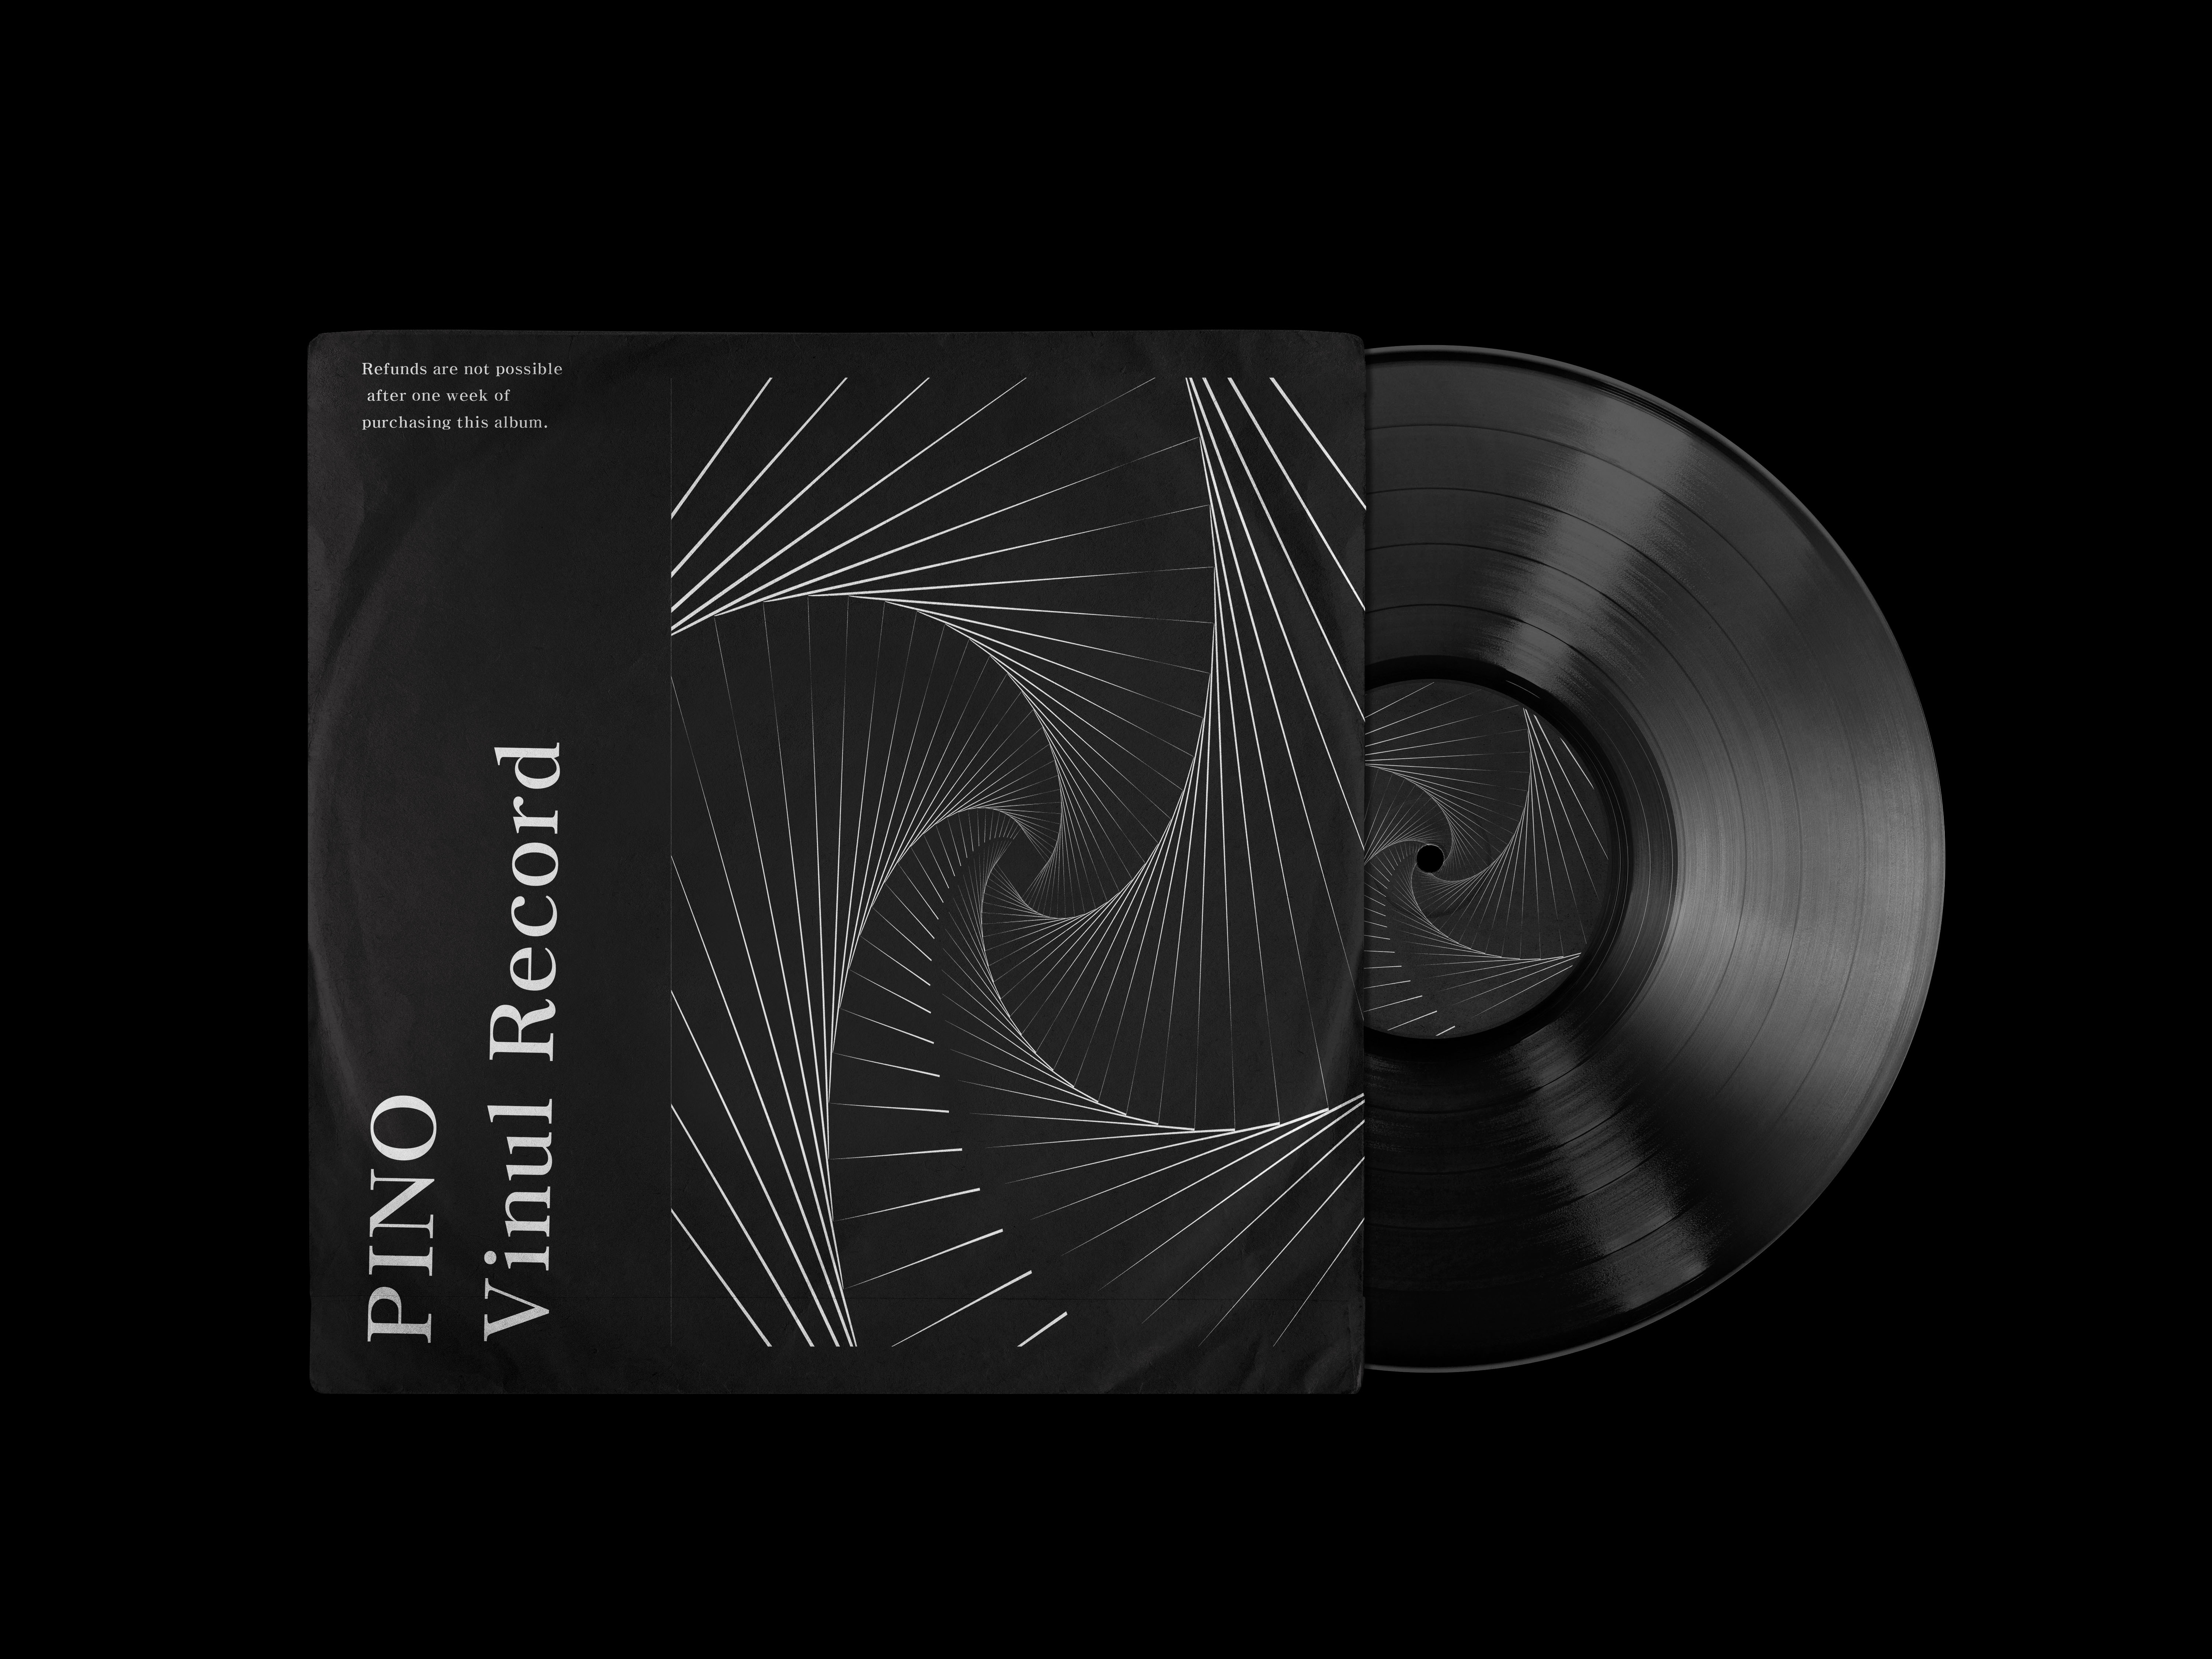 Refunds are not possible
after one week of
purchasing this album.
PINO
Vinul Record